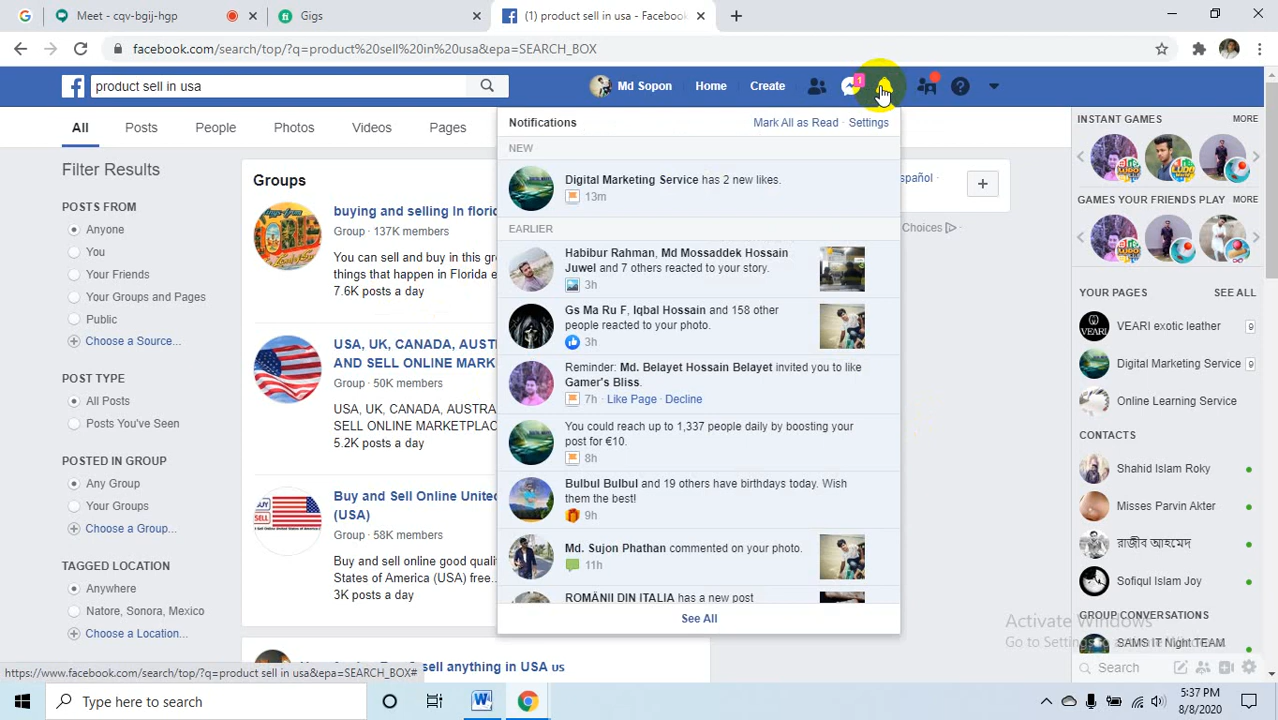 Meet - cqv-bgij-hgp
Gigs
(1) product sell in usa - Facebook
facebook.com/search/top/?q=product%20sell%20in%20usa&epa=SEARCH_BOX
product sell in usa
Md Sopon
Home
Create
1
All
Posts
People
Photos
Videos
Pages
Filter Results
POSTS FROM
Anyone
You
Your Friends
Your Groups and Pages
Public
Choose a Source...
POST TYPE
All Posts
Posts You've Seen
POSTED IN GROUP
Any Group
Your Groups
Choose a Group...
TAGGED LOCATION
Anywhere
Natore, Sonora, Mexico
Choose a Location...
Groups
buying and selling In flori
Group · 137K members
You can sell and buy in this gr
things that happen in Florida e
7.6K posts a day
USA, UK, CANADA, AUST
AND SELL ONLINE MARK
Group · 50K members
USA, UK, CANADA, AUSTRA
SELL ONLINE MARKETPLAC
5.2K posts a day
BUY
SELL
Buy and Sell Online Unite
(USA)
Group · 58K members
Buy and sell online good qualit
States of America (USA) free...
3K posts a day
sell anything in USA us
Notifications
Mark All as Read · Settings
NEW
Digital Marketing Service has 2 new likes.
13m
EARLIER
Habibur Rahman, Md Mossaddek Hossain
Juwel and 7 others reacted to your story.
3h
Gs Ma Ru F, Iqbal Hossain and 158 other
people reacted to your photo.
3h
Reminder: Md. Belayet Hossain Belayet invited you to like
Gamer's Bliss.
7h · Like Page · Decline
You could reach up to 1,337 people daily by boosting your
post for €10.
8h
Bulbul Bulbul and 19 others have birthdays today. Wish
them the best!
9h
Md. Sujon Phathan commented on your photo.
11h
ROMÂNII DIN ITALIA has a new post
See All
spañol ·
Choices
INSTANT GAMES
MORE
GAMES YOUR FRIENDS PLAY
MORE
YOUR PAGES
SEE ALL
VEARI
VEARI exotic leather
9
Digital Marketing Service
9
Online Learning Service
CONTACTS
Shahid Islam Roky
Misses Parvin Akter
রাজীব আহমেদ
Sofiqul Islam Joy
GROUP CONVERSATIONS
SAMS IT Night TEAM
Activate Windows
Go to Settings to activate Windows.
Search
https://www.facebook.com/search/top/?q=product sell in usa&epa=SEARCH_BOX#
Type here to search
5:37 PM
8/8/2020